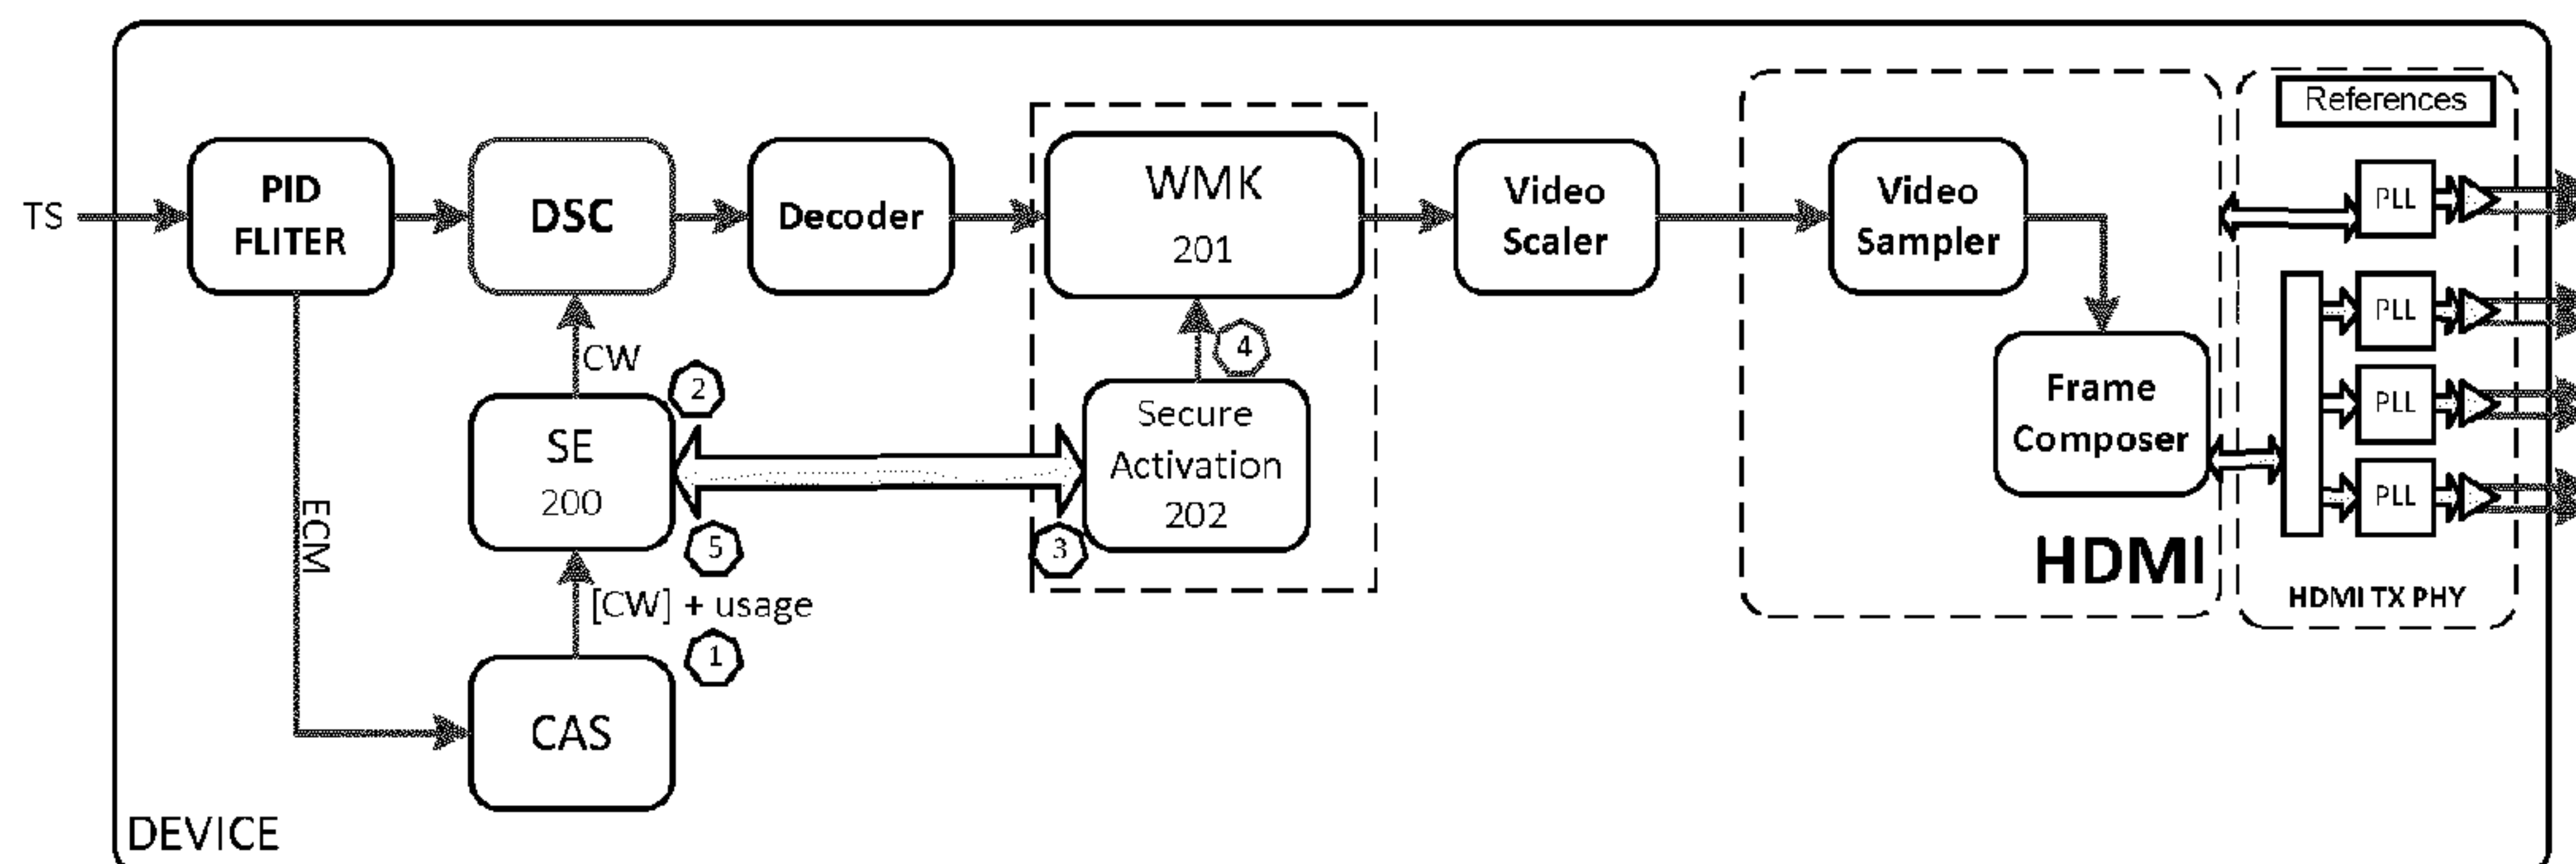 TS
PID
FLITER
DSC
Decoder
WMK
201
Video
Scaler
Video
Sampler
References
PLL
PLL
PLL
PLL
CW
2
4
SE
200
Secure
Activation
202
Frame
Composer
ECM
5
3
HDMI
HDMI TX PHY
[CW] + usage
1
CAS
DEVICE